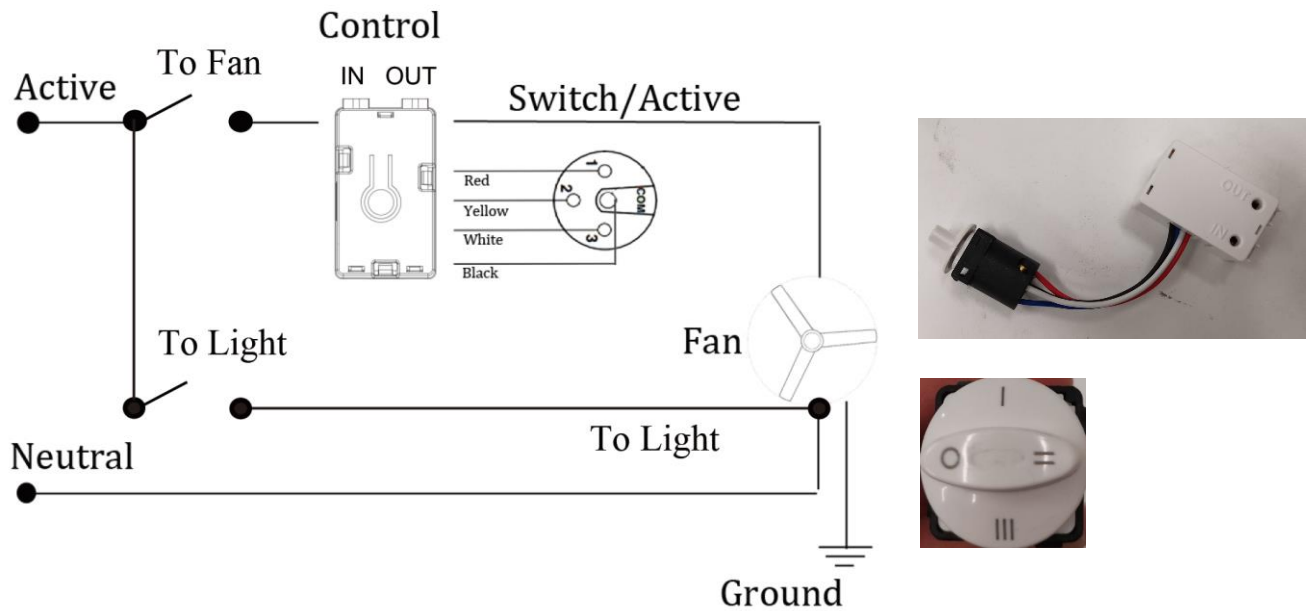 Control
To Fan
IN OUT
Active
Switch/Active
1
Red
2
COM
Yellow
White
3
Black
To Light
Fan
To Light
Neutral
Ground
OUT
IN
I
O
II
III